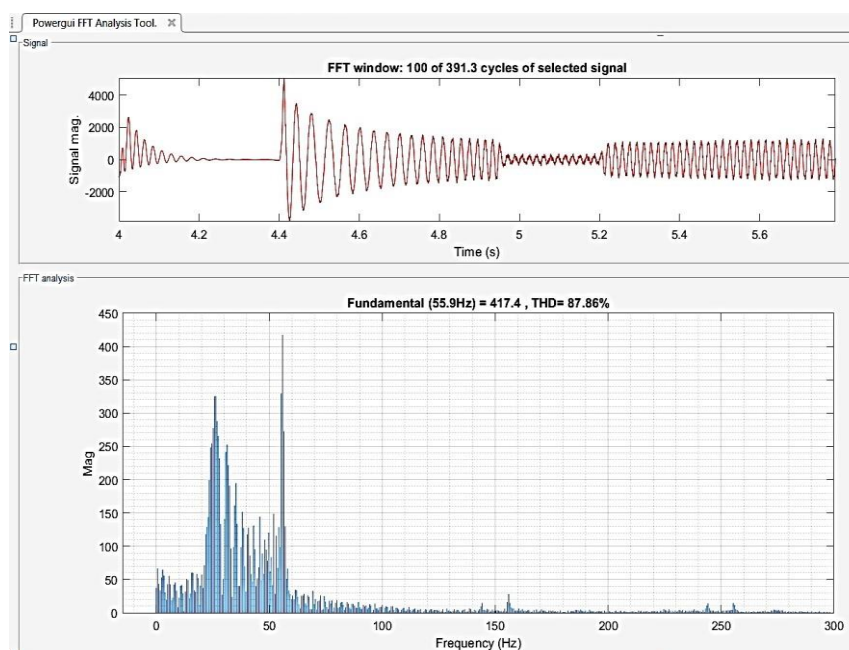 Powergui FFT Analysis Tool. ×
Signal
FFT window: 100 of 391.3 cycles of selected signal
Signal mag.
4000
2000
0
-2000
4 4.2 4.4 4.6 4.8 5 5.2 5.4 5.6
Time (s)
FFT analysis
Fundamental (55.9Hz) = 417.4 , THD= 87.86%
Mag
450
400
350
300
250
200
150
100
50
0
0 50 100 150 200 250 300
Frequency (Hz)